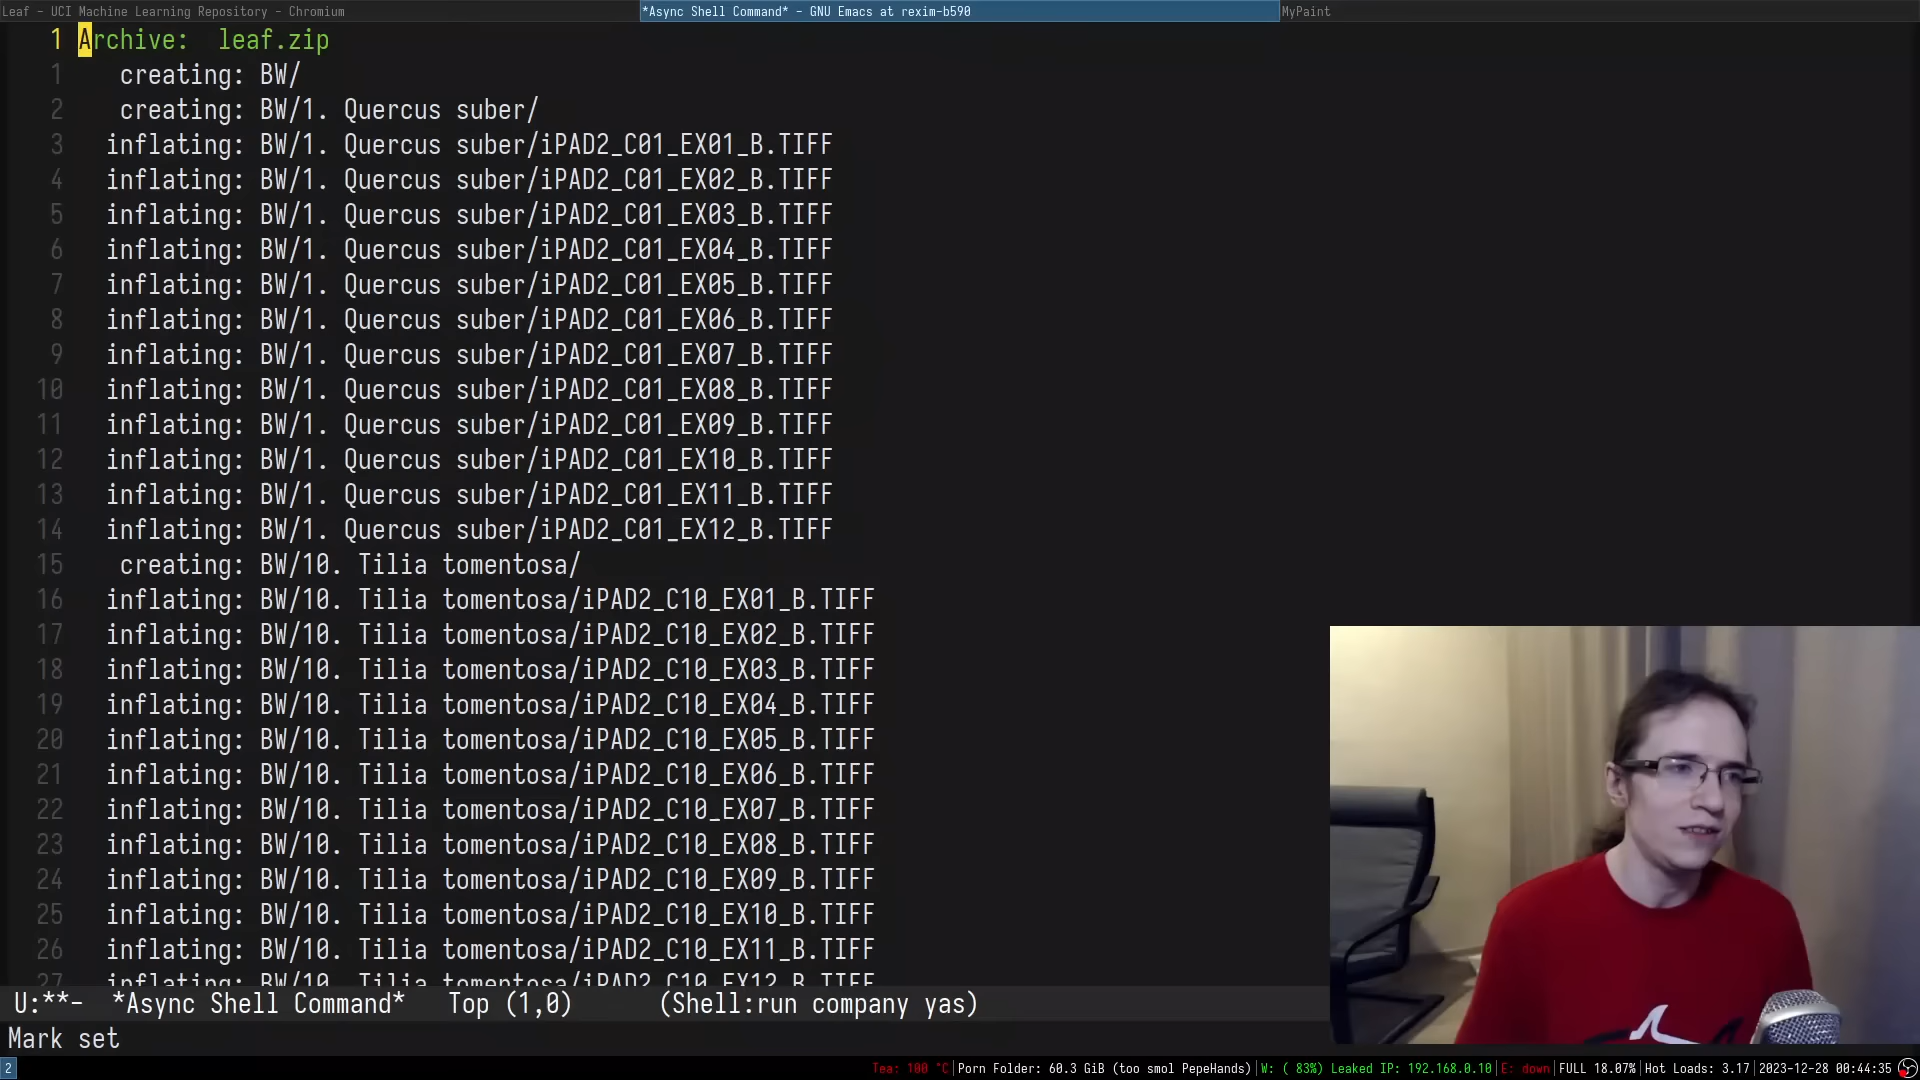 Leaf - UCI Machine Learning Repository - Chromium
*Async Shell Command* - GNU Emacs at rexim-b590
MyPaint
1 Archive:  leaf.zip
1 creating: BW/
2 creating: BW/1. Quercus suber/
3 inflating: BW/1. Quercus suber/iPAD2_C01_EX01_B.TIFF
4 inflating: BW/1. Quercus suber/iPAD2_C01_EX02_B.TIFF
5 inflating: BW/1. Quercus suber/iPAD2_C01_EX03_B.TIFF
6 inflating: BW/1. Quercus suber/iPAD2_C01_EX04_B.TIFF
7 inflating: BW/1. Quercus suber/iPAD2_C01_EX05_B.TIFF
8 inflating: BW/1. Quercus suber/iPAD2_C01_EX06_B.TIFF
9 inflating: BW/1. Quercus suber/iPAD2_C01_EX07_B.TIFF
10 inflating: BW/1. Quercus suber/iPAD2_C01_EX08_B.TIFF
11 inflating: BW/1. Quercus suber/iPAD2_C01_EX09_B.TIFF
12 inflating: BW/1. Quercus suber/iPAD2_C01_EX10_B.TIFF
13 inflating: BW/1. Quercus suber/iPAD2_C01_EX11_B.TIFF
14 inflating: BW/1. Quercus suber/iPAD2_C01_EX12_B.TIFF
15 creating: BW/10. Tilia tomentosa/
16 inflating: BW/10. Tilia tomentosa/iPAD2_C10_EX01_B.TIFF
17 inflating: BW/10. Tilia tomentosa/iPAD2_C10_EX02_B.TIFF
18 inflating: BW/10. Tilia tomentosa/iPAD2_C10_EX03_B.TIFF
19 inflating: BW/10. Tilia tomentosa/iPAD2_C10_EX04_B.TIFF
20 inflating: BW/10. Tilia tomentosa/iPAD2_C10_EX05_B.TIFF
21 inflating: BW/10. Tilia tomentosa/iPAD2_C10_EX06_B.TIFF
22 inflating: BW/10. Tilia tomentosa/iPAD2_C10_EX07_B.TIFF
23 inflating: BW/10. Tilia tomentosa/iPAD2_C10_EX08_B.TIFF
24 inflating: BW/10. Tilia tomentosa/iPAD2_C10_EX09_B.TIFF
25 inflating: BW/10. Tilia tomentosa/iPAD2_C10_EX10_B.TIFF
26 inflating: BW/10. Tilia tomentosa/iPAD2_C10_EX11_B.TIFF
27 inflating: BW/10. Tilia tomentosa/iPAD2_C10_EX12_B.TIFF
U:**-  *Async Shell Command*   Top (1,0)      (Shell:run company yas)
Mark set
2
Tea: 100 °C|Porn Folder: 60.3 GiB (too smol PepeHands)|W: ( 83%) Leaked IP: 192.168.0.10|E: down|FULL 18.07%|Hot Loads: 3.17|2023-12-28 00:44:35